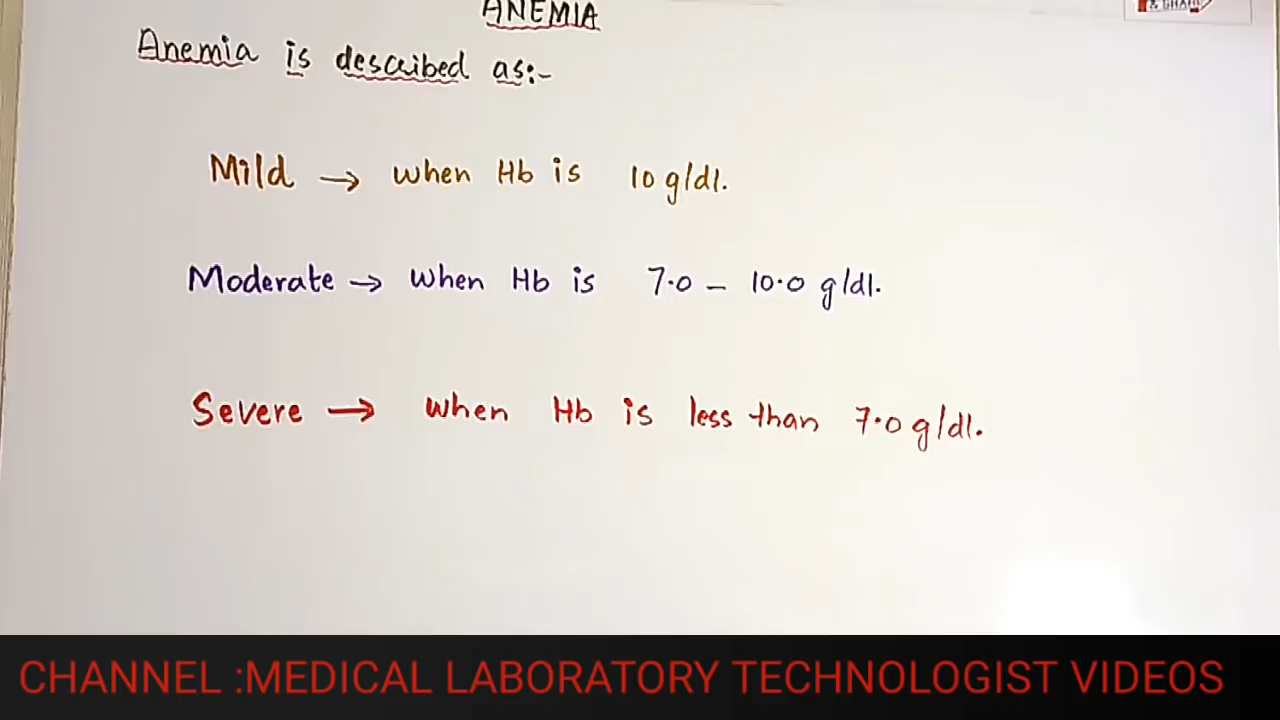 ANEMIA
& SHARE
Anemia is described as:-
Mild → when Hb is 10 g/dl.
Moderate → when Hb is 7.0 – 10.0 g/dl.
Severe → when Hb is less than 7.0 g/dl.
CHANNEL :MEDICAL LABORATORY TECHNOLOGIST VIDEOS